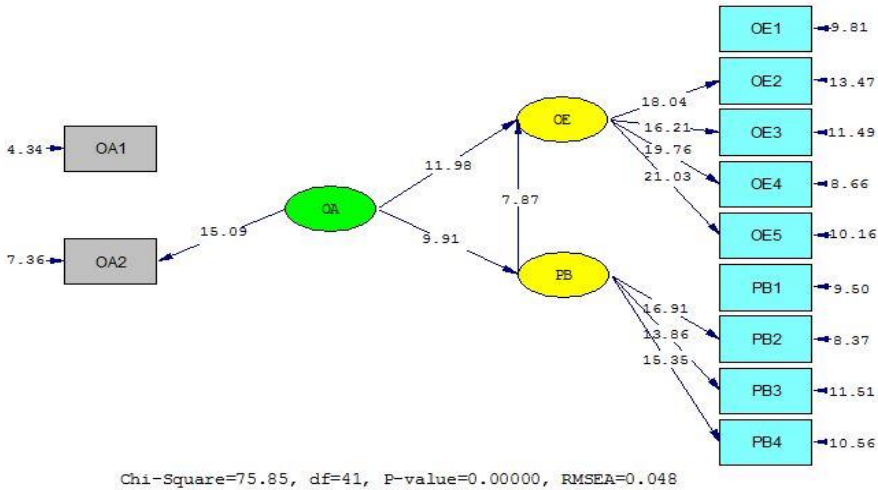 OE1
9.81
OE2
13.47
18.04
OE
OE3
11.49
16.21
4.34
OA1
19.76
11.98
OE4
8.66
21.03
7.87
OA
15.09
OE5
10.16
9.91
7.36
OA2
PB
PB1
9.50
16.91
13.86
PB2
8.37
15.35
PB3
11.51
PB4
10.56
Chi-Square=75.85, df=41, P-value=0.00000, RMSEA=0.048